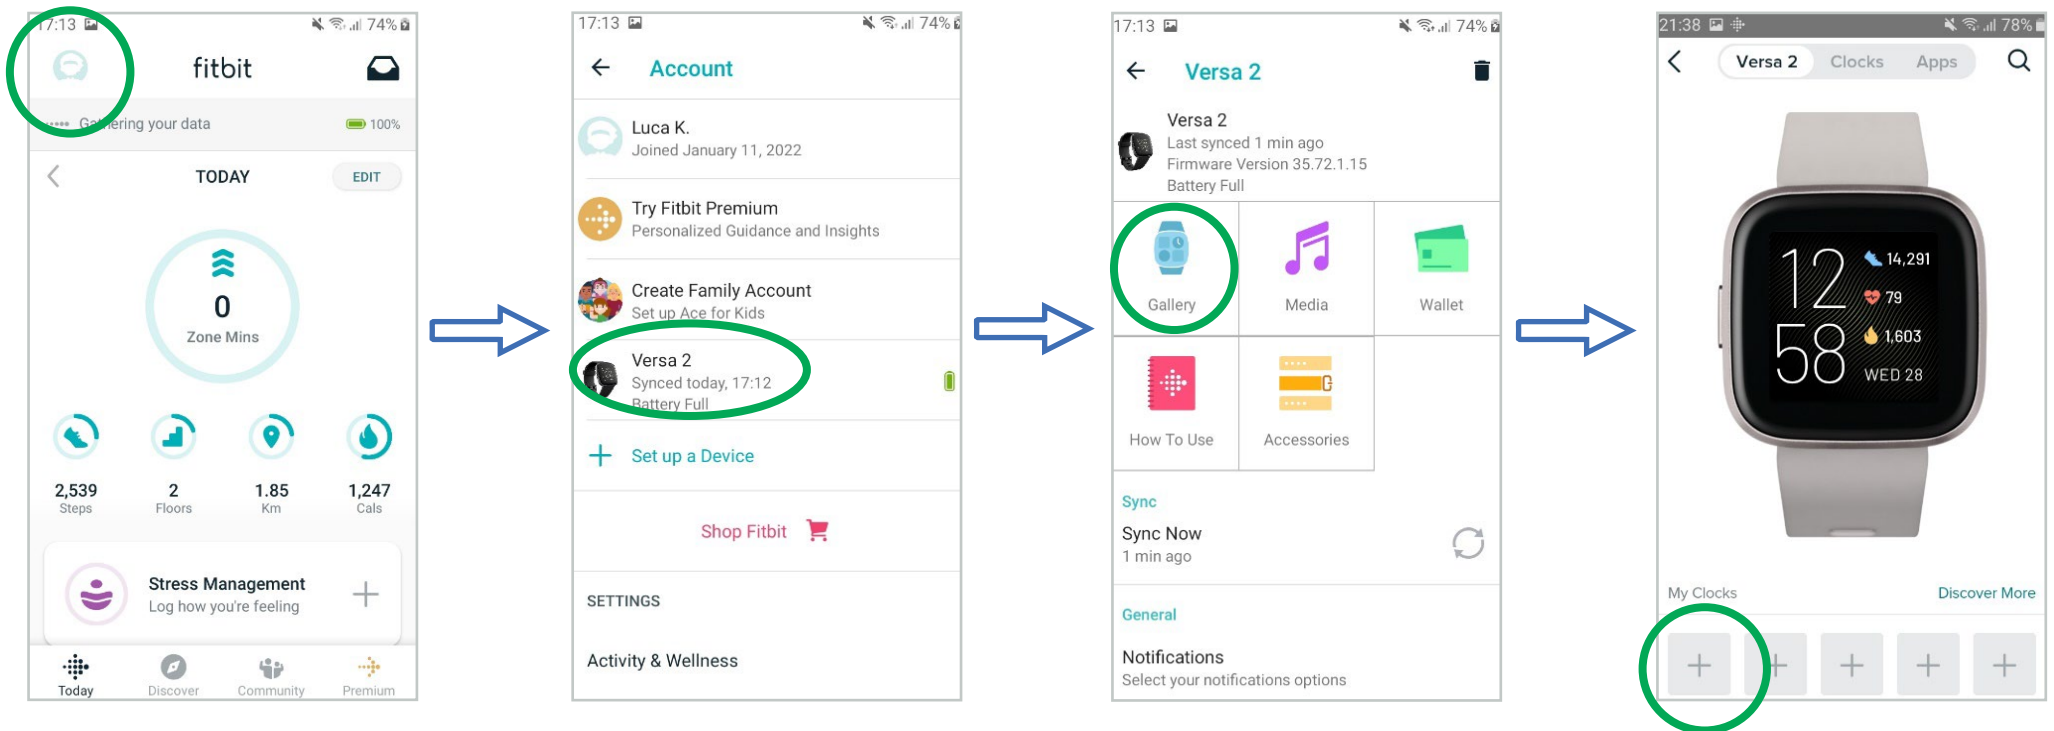 17:13 74%
fitbit
Gathering your data 100%
TODAY EDIT
0
Zone Mins
2,539 2 1.85 1,247
Steps Floors Km Cals
Stress Management
Log how you're feeling
Today Discover Community Premium
17:13 74%
Account
Luca K.
Joined January 11, 2022
Try Fitbit Premium
Personalized Guidance and Insights
Create Family Account
Set up Ace for Kids
Versa 2
Synced today, 17:12
Battery Full
Set up a Device
Shop Fitbit
SETTINGS
Activity & Wellness
17:13 74%
Versa 2
Versa 2
Last synced 1 min ago
Firmware Version 35.72.1.15
Battery Full
Gallery Media Wallet
How To Use Accessories
Sync
Sync Now
1 min ago
General
Notifications
Select your notifications options
21:38 78%
Versa 2 Clocks Apps
12 14,291
79
58 1,603
WED 28
My Clocks Discover More